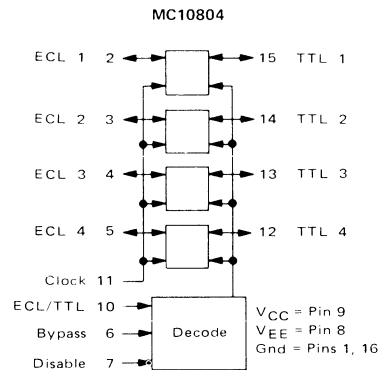 MC10804
ECL 1 2 15 TTL 1
ECL 2 3 14 TTL 2
ECL 3 4 13 TTL 3
ECL 4 5 12 TTL 4
Clock 11
ECL/TTL 10
Bypass 6
Disable 7
Decode
VCC = Pin 9
VEE = Pin 8
Gnd = Pins 1, 16